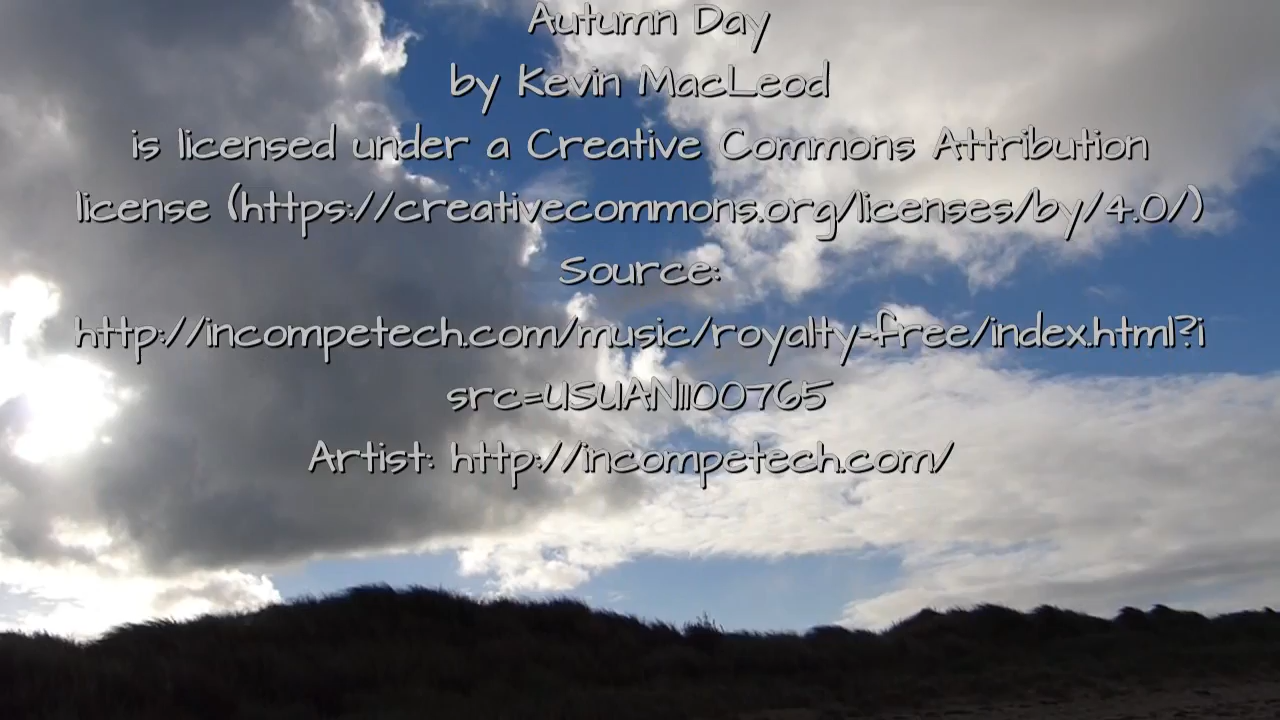 Autumn Day
by Kevin MacLeod
is licensed under a Creative Commons Attribution
license (https://creativecommons.org/licenses/by/4.0/)
Source:
http://incompetech.com/music/royalty-free/index.html?i
src=USUAN1100765
Artist: http://incompetech.com/